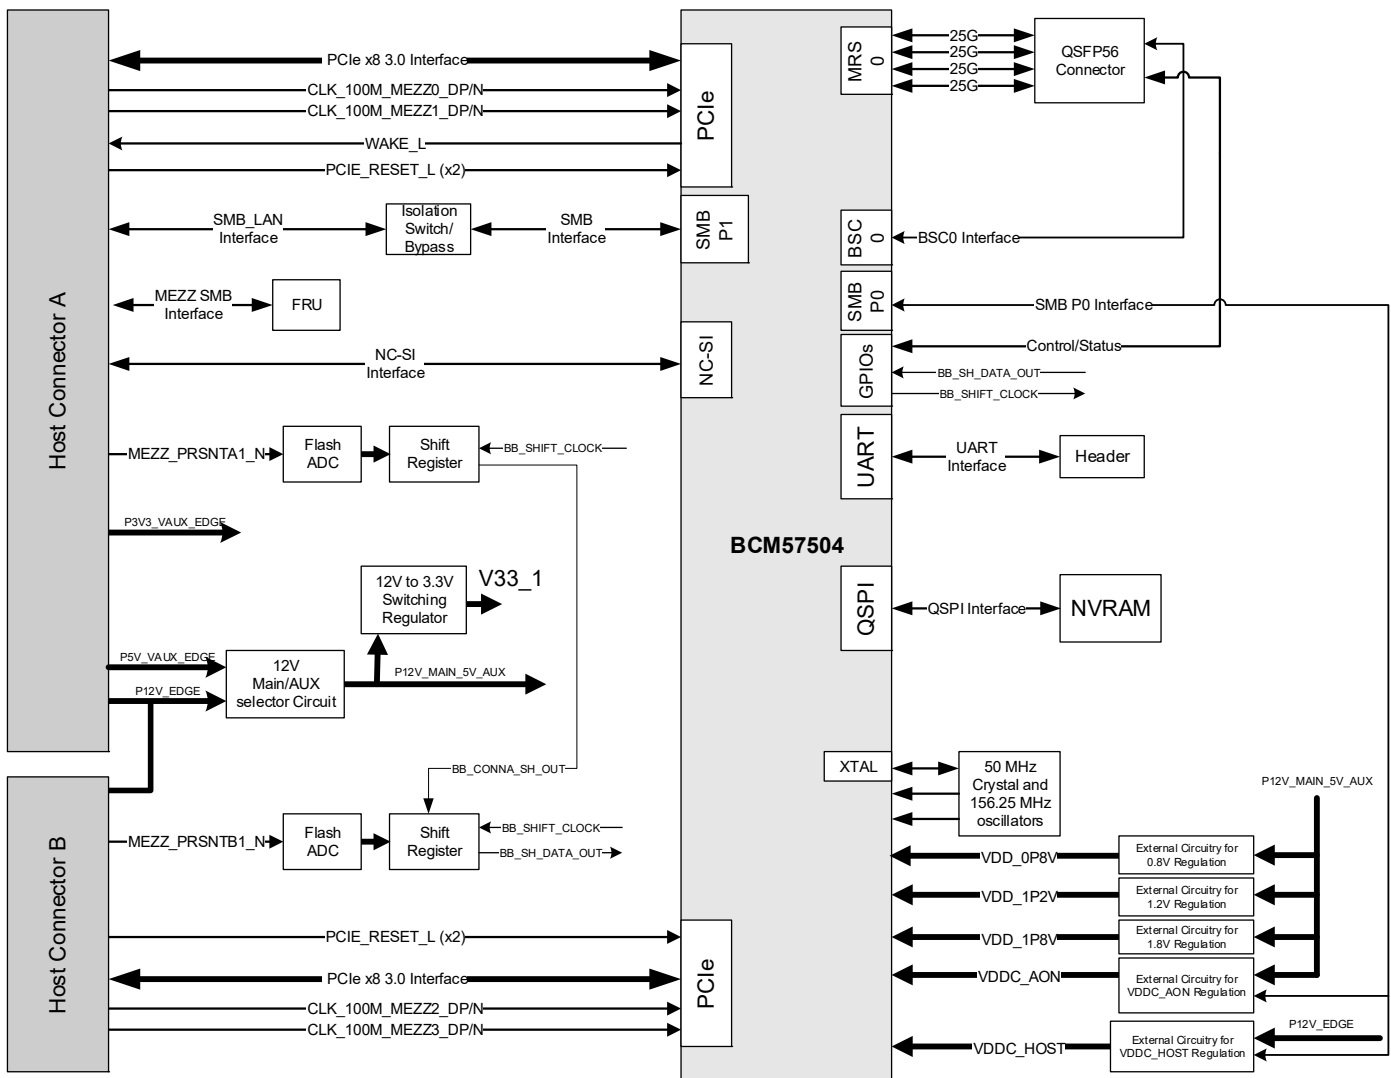 Host Connector A
PCIe x8 3.0 Interface
CLK_100M_MEZZ0_DP/N
CLK_100M_MEZZ1_DP/N
WAKE_L
PCIE_RESET_L (x2)
PCIe
SMB_LAN
Interface
Isolation
Switch/
Bypass
SMB
Interface
SMB
P1
MEZZ SMB
Interface
FRU
NC-SI
Interface
NC-SI
MEZZ_PRSNTA1_N
Flash
ADC
Shift
Register
BB_SHIFT_CLOCK
P3V3_VAUX_EDGE
12V to 3.3V
Switching
Regulator
V33_1
P5V_VAUX_EDGE
P12V_EDGE
12V
Main/AUX
selector Circuit
P12V_MAIN_5V_AUX
BB_CONNA_SH_OUT
Host Connector B
MEZZ_PRSNTB1_N
Flash
ADC
Shift
Register
BB_SHIFT_CLOCK
BB_SH_DATA_OUT
PCIE_RESET_L (x2)
PCIe x8 3.0 Interface
CLK_100M_MEZZ2_DP/N
CLK_100M_MEZZ3_DP/N
PCIe
BCM57504
MRS
0
25G
25G
25G
25G
QSFP56
Connector
BSC
0
BSC0 Interface
SMB
P0
SMB P0 Interface
GPIOs
Control/Status
BB_SH_DATA_OUT
BB_SHIFT_CLOCK
UART
UART
Interface
Header
QSPI
QSPI Interface
NVRAM
XTAL
50 MHz
Crystal and
156.25 MHz
oscillators
P12V_MAIN_5V_AUX
VDD_0P8V
External Circuitry for
0.8V Regulation
VDD_1P2V
External Circuitry for
1.2V Regulation
VDD_1P8V
External Circuitry for
1.8V Regulation
VDDC_AON
External Circuitry for
VDDC_AON Regulation
P12V_EDGE
VDDC_HOST
External Circuitry for
VDDC_HOST Regulation